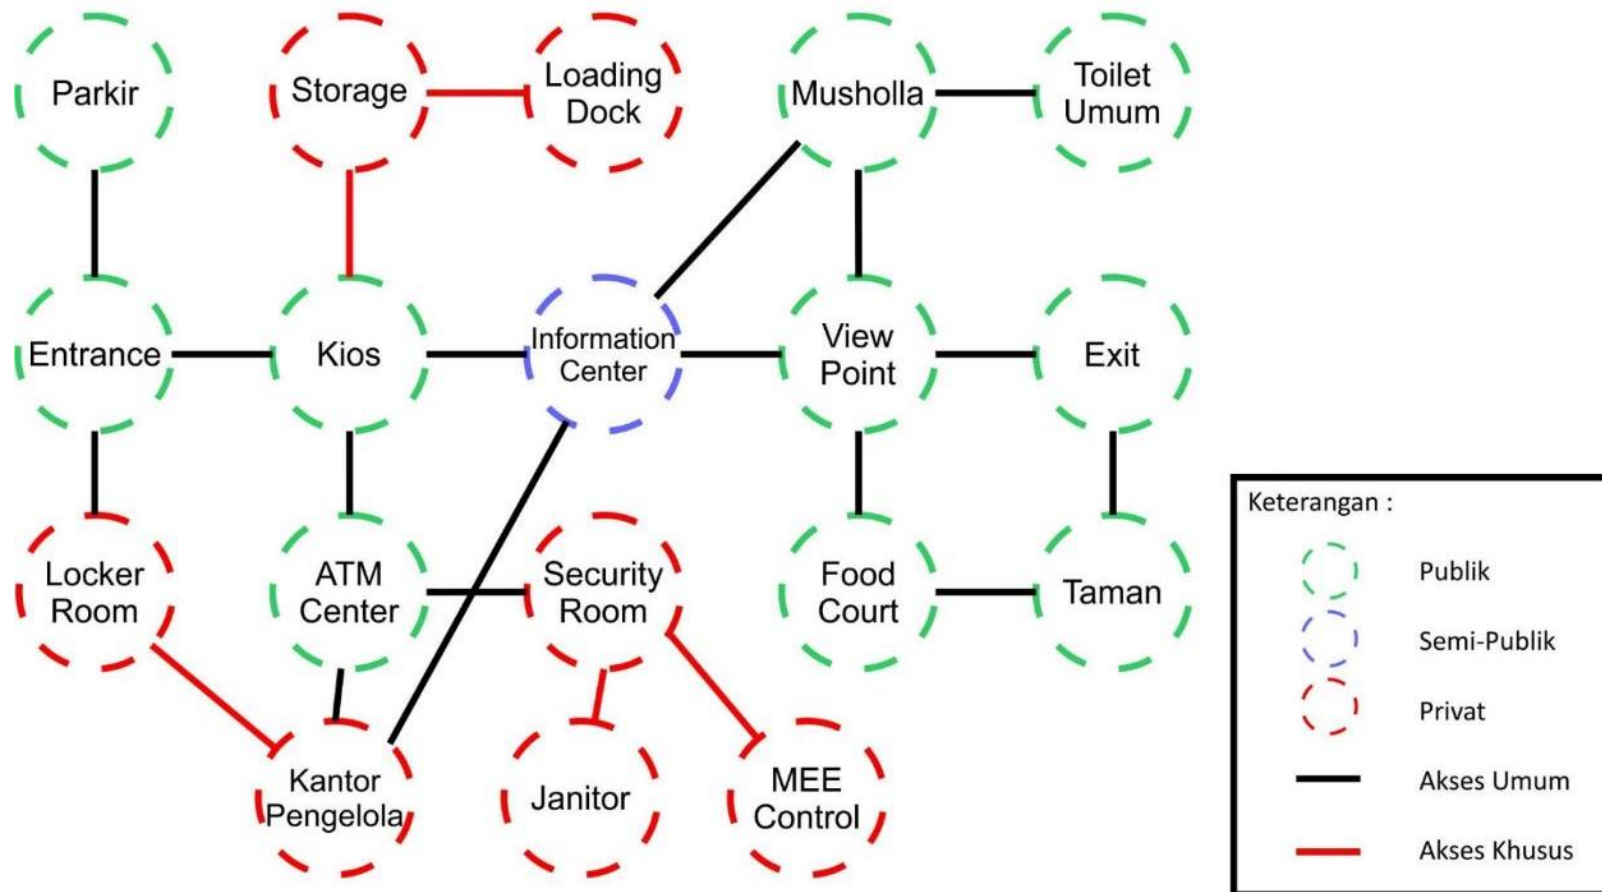 Parkir
Storage
Loading
Dock
Musholla
Toilet
Umum
Entrance
Kios
Information
Center
View
Point
Exit
Locker
Room
ATM
Center
Security
Room
Food
Court
Taman
Kantor
Pengelola
Janitor
MEE
Control
Keterangan :
Publik
Semi-Publik
Privat
Akses Umum
Akses Khusus